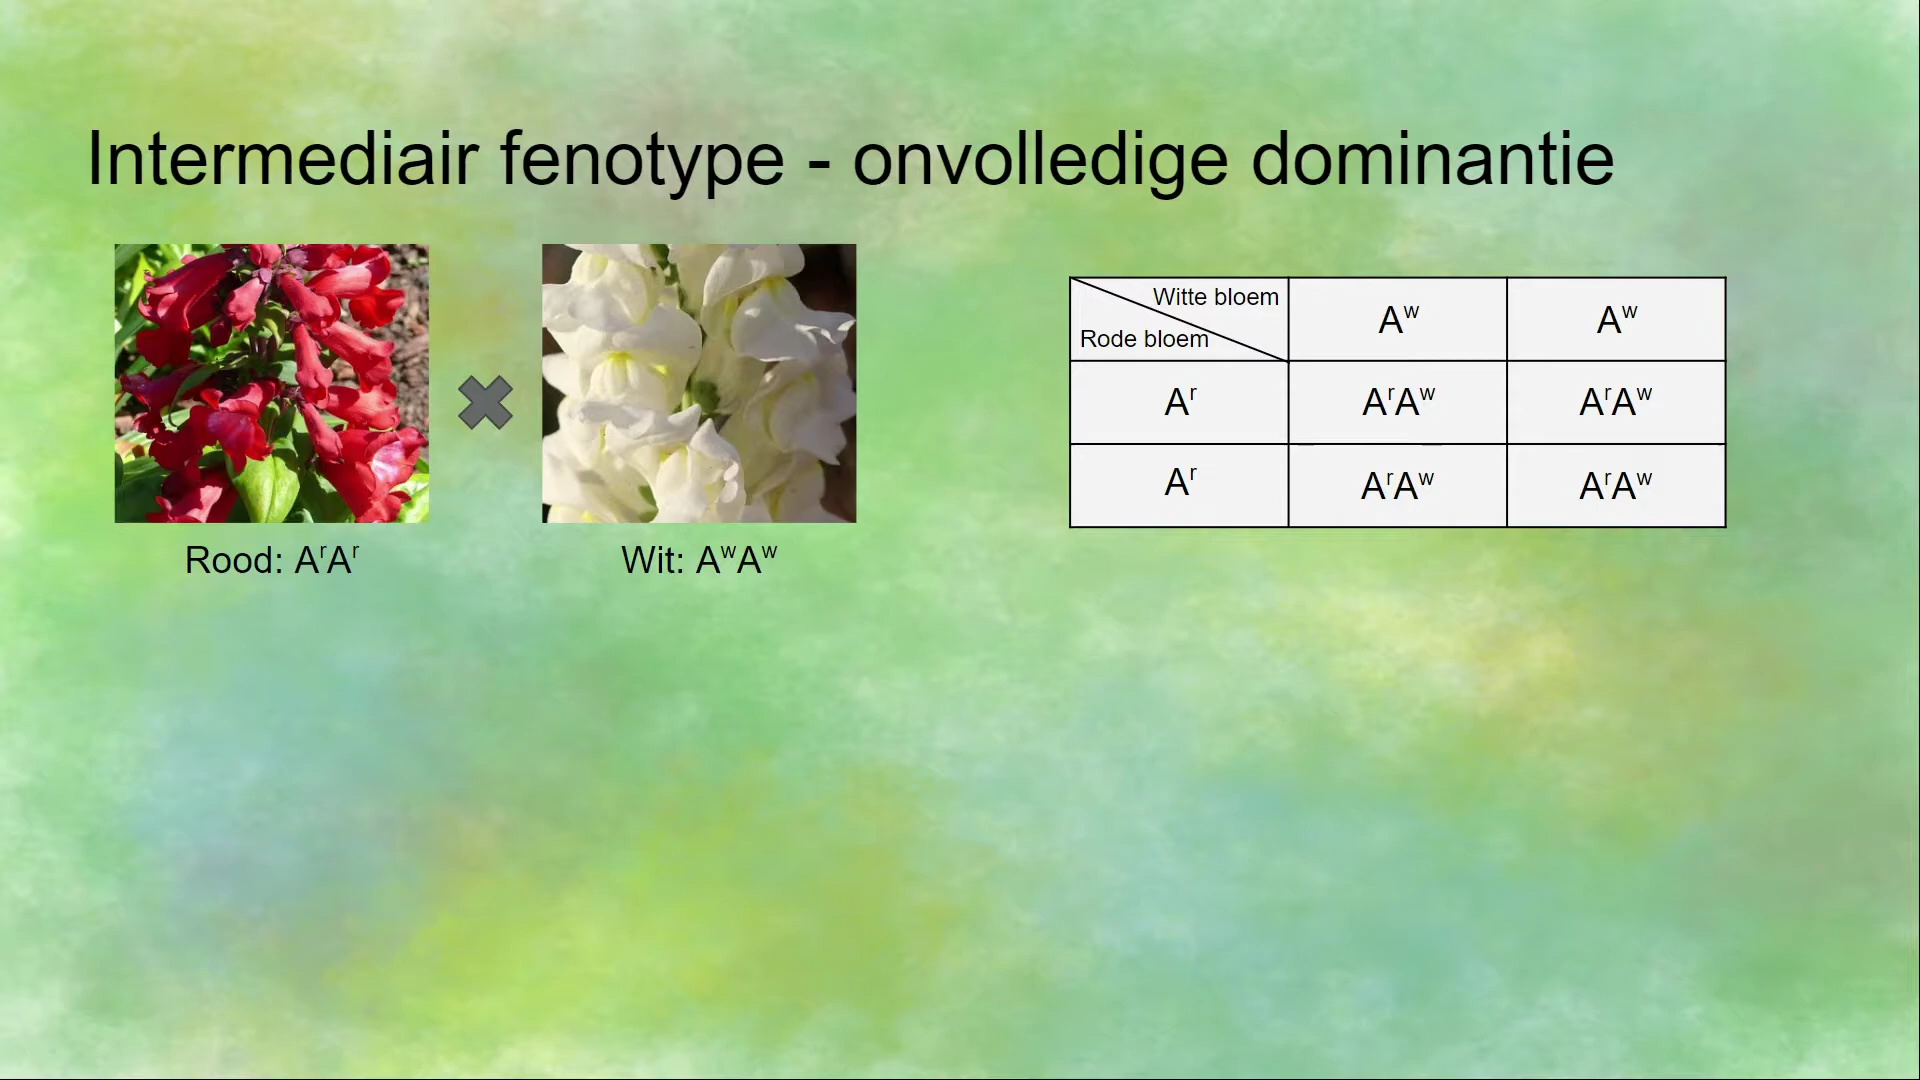 Intermediair fenotype - onvolledige dominantie
Rood: AʳAʳ
Wit: AʷAʷ
Witte bloem
Rode bloem
Aʷ Aʷ
Aʳ AʳAʷ AʳAʷ
Aʳ AʳAʷ AʳAʷ